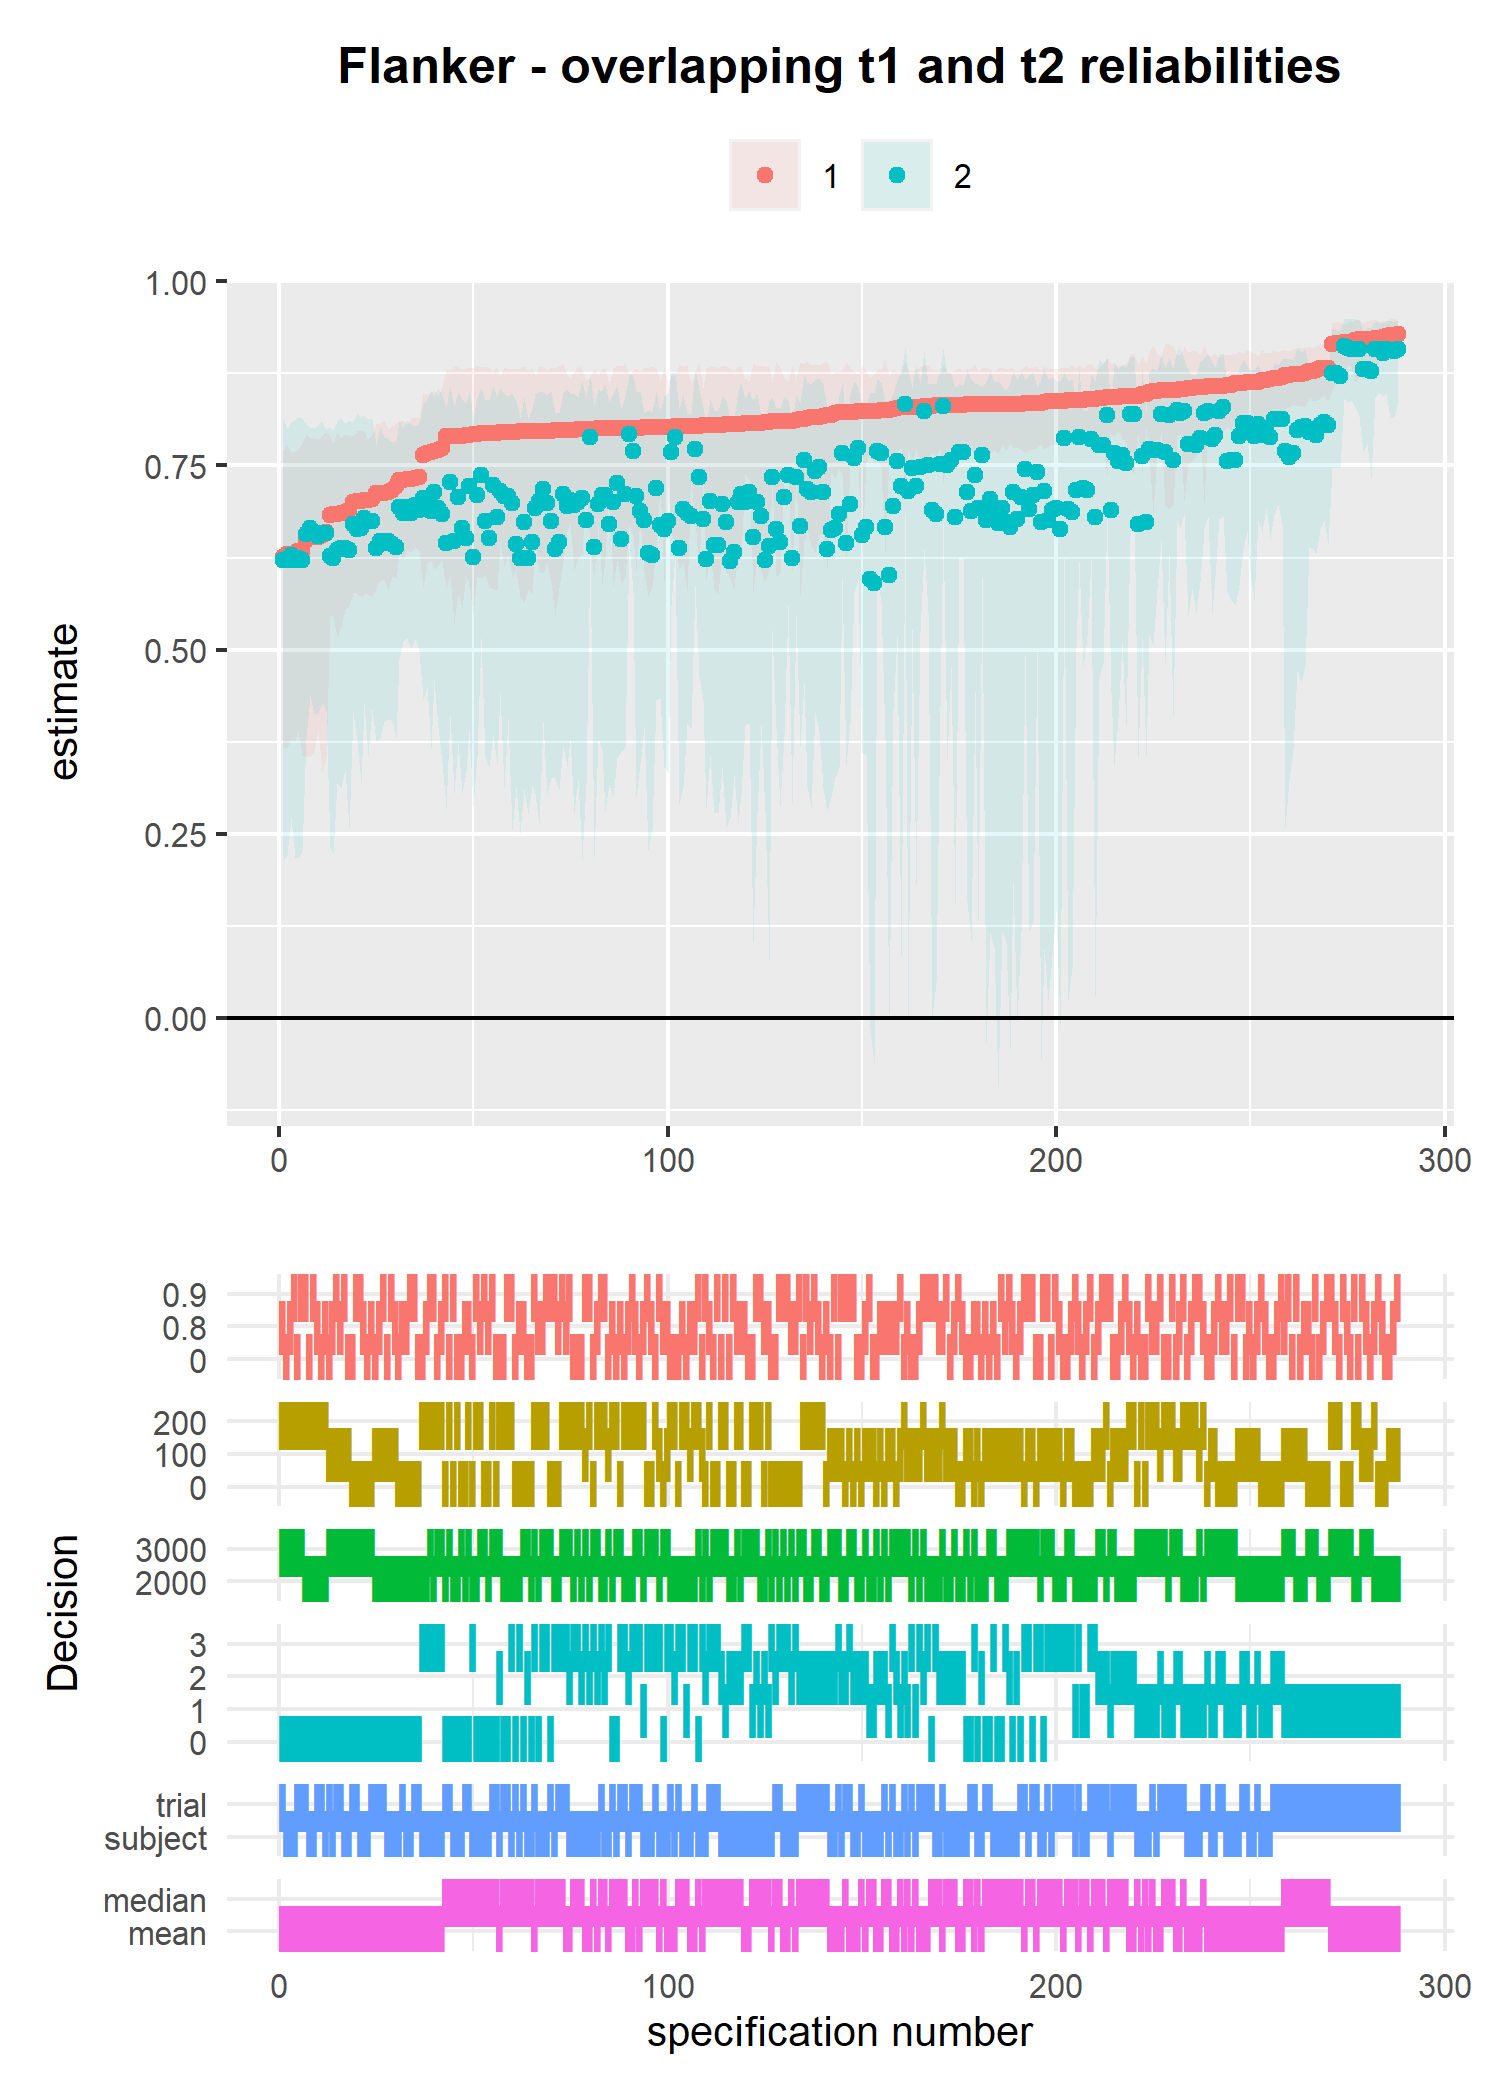 Flanker - overlapping t1 and t2 reliabilities
1 2
1.00
0.75
0.50
0.25
0.00
estimate
0 100 200 300
0.9
0.8
0
200
100
0
3000
2000
3
2
1
0
trial
subject
median
mean
Decision
0 100 200 300
specification number